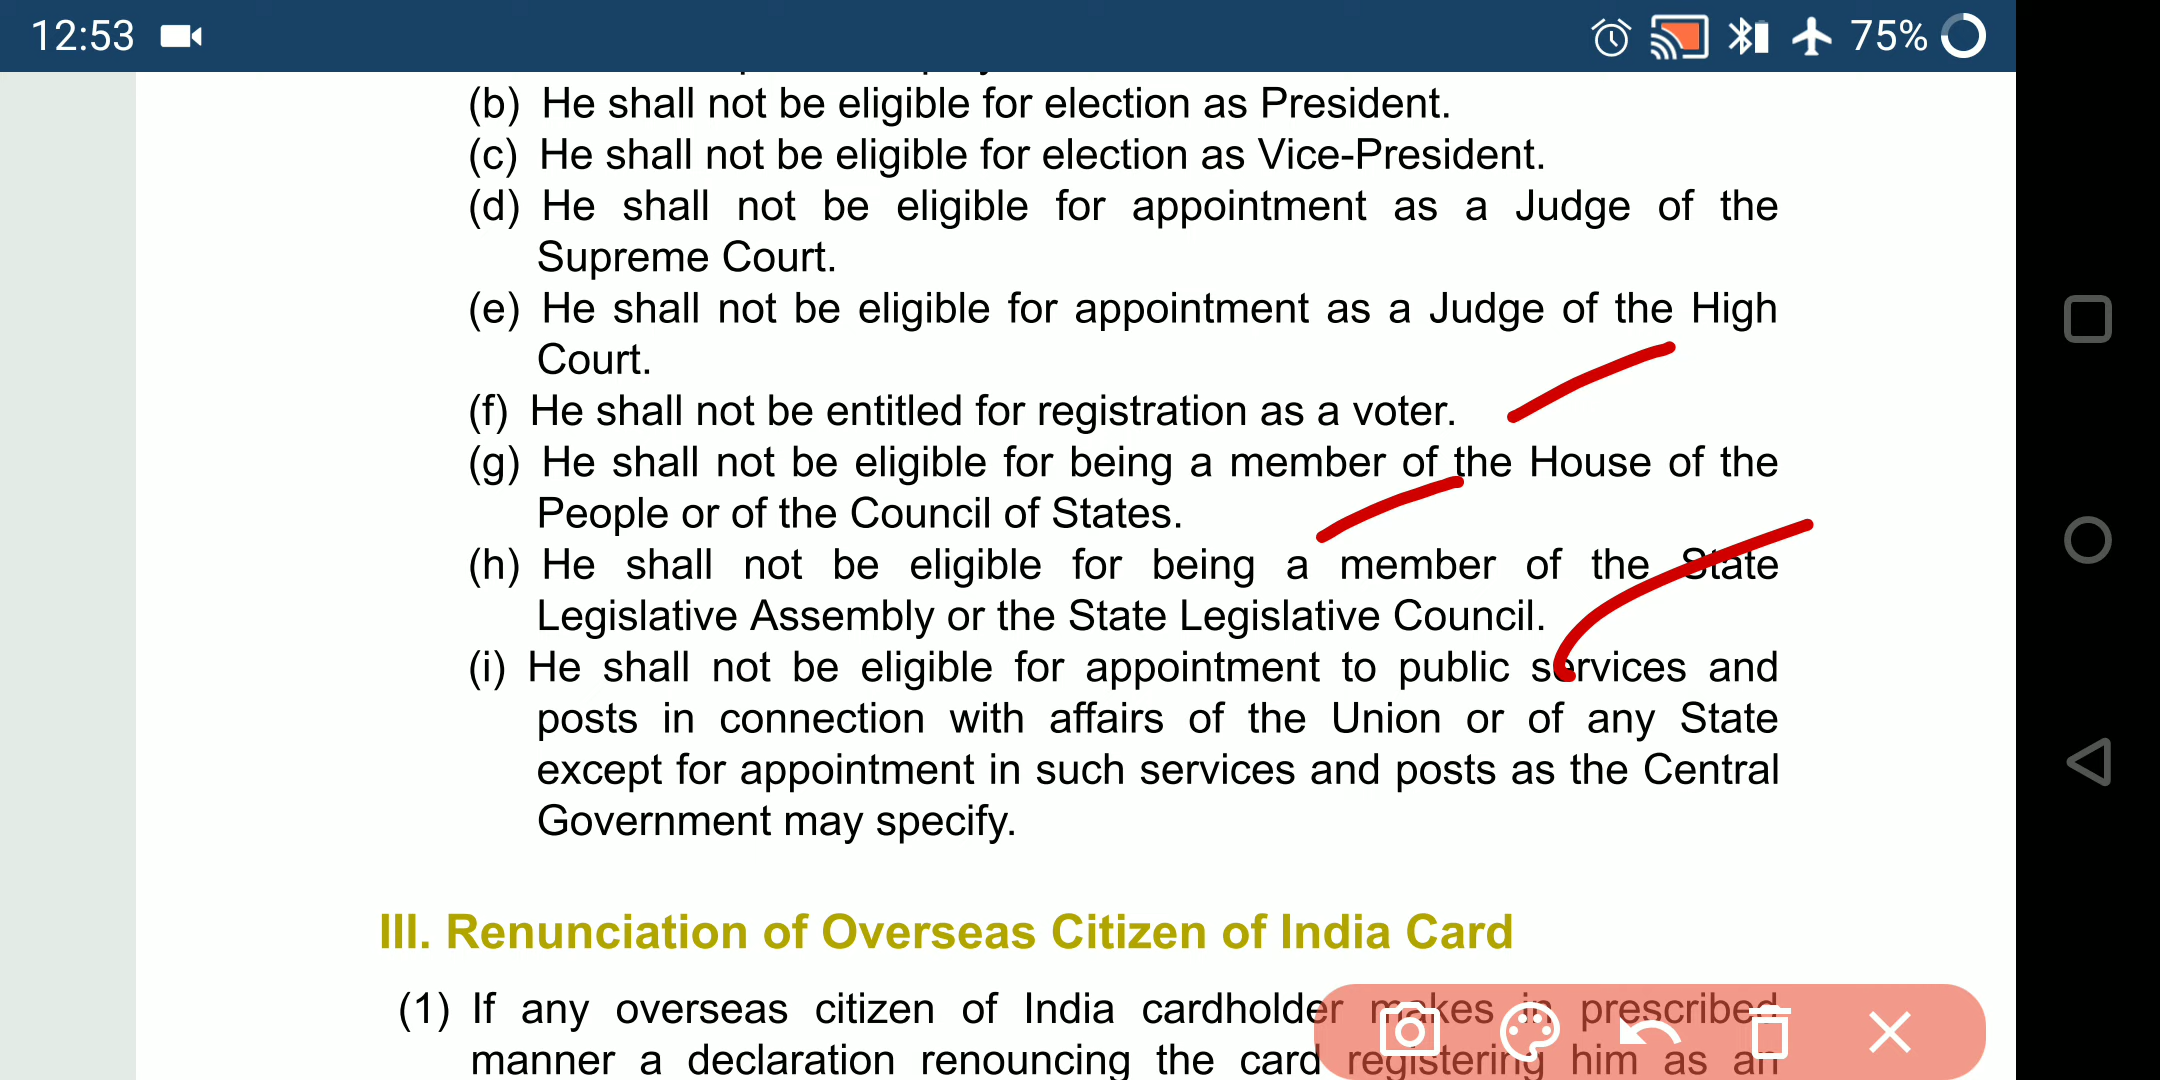 12:53
75%
(b) He shall not be eligible for election as President.
(c) He shall not be eligible for election as Vice-President.
(d) He shall not be eligible for appointment as a Judge of the
Supreme Court.
(e) He shall not be eligible for appointment as a Judge of the High
Court.
(f) He shall not be entitled for registration as a voter.
(g) He shall not be eligible for being a member of the House of the
People or of the Council of States.
(h) He shall not be eligible for being a member of the State
Legislative Assembly or the State Legislative Council.
(i) He shall not be eligible for appointment to public services and
posts in connection with affairs of the Union or of any State
except for appointment in such services and posts as the Central
Government may specify.
III. Renunciation of Overseas Citizen of India Card
(1) If any overseas citizen of India cardholder makes in prescribed
manner a declaration renouncing the card registering him as an